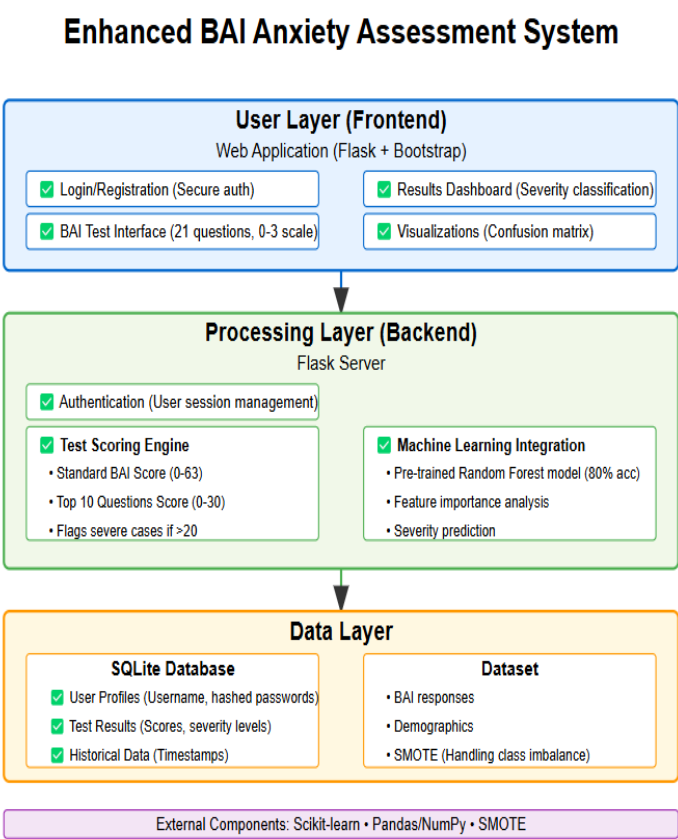 Enhanced BAI Anxiety Assessment System
User Layer (Frontend)
Web Application (Flask + Bootstrap)
✅ Login/Registration (Secure auth)
✅ Results Dashboard (Severity classification)
✅ BAI Test Interface (21 questions, 0-3 scale)
✅ Visualizations (Confusion matrix)
Processing Layer (Backend)
Flask Server
✅ Authentication (User session management)
✅ Test Scoring Engine
• Standard BAI Score (0-63)
• Top 10 Questions Score (0-30)
• Flags severe cases if >20
✅ Machine Learning Integration
• Pre-trained Random Forest model (80% acc)
• Feature importance analysis
• Severity prediction
Data Layer
SQLite Database
✅ User Profiles (Username, hashed passwords)
✅ Test Results (Scores, severity levels)
✅ Historical Data (Timestamps)
Dataset
• BAI responses
• Demographics
• SMOTE (Handling class imbalance)
External Components: Scikit-learn • Pandas/NumPy • SMOTE